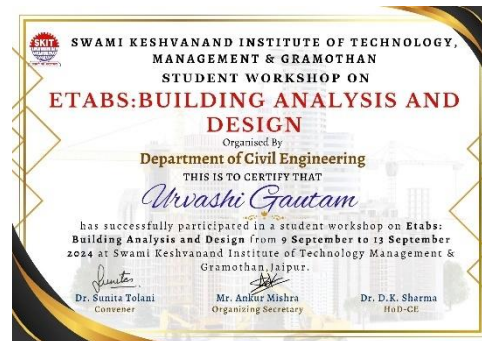 SKIT
SWAMI KESHVANAND INSTITUTE OF TECHNOLOGY,
MANAGEMENT & GRAMOTHAN
STUDENT WORKSHOP ON
ETABS:BUILDING ANALYSIS AND
DESIGN
Organised By
Department of Civil Engineering
THIS IS TO CERTIFY THAT
Urvashi Gautam
has successfully participated in a student workshop on Etabs:
Building Analysis and Design from 9 September to 13 September
2024 at Swami Keshvanand Institute of Technology Management &
Gramothan,Jaipur.
Sunita
Dr. Sunita Tolani Mr. Ankur Mishra Dr. D.K. Sharma
Convener Organizing Secretary HoD-CE